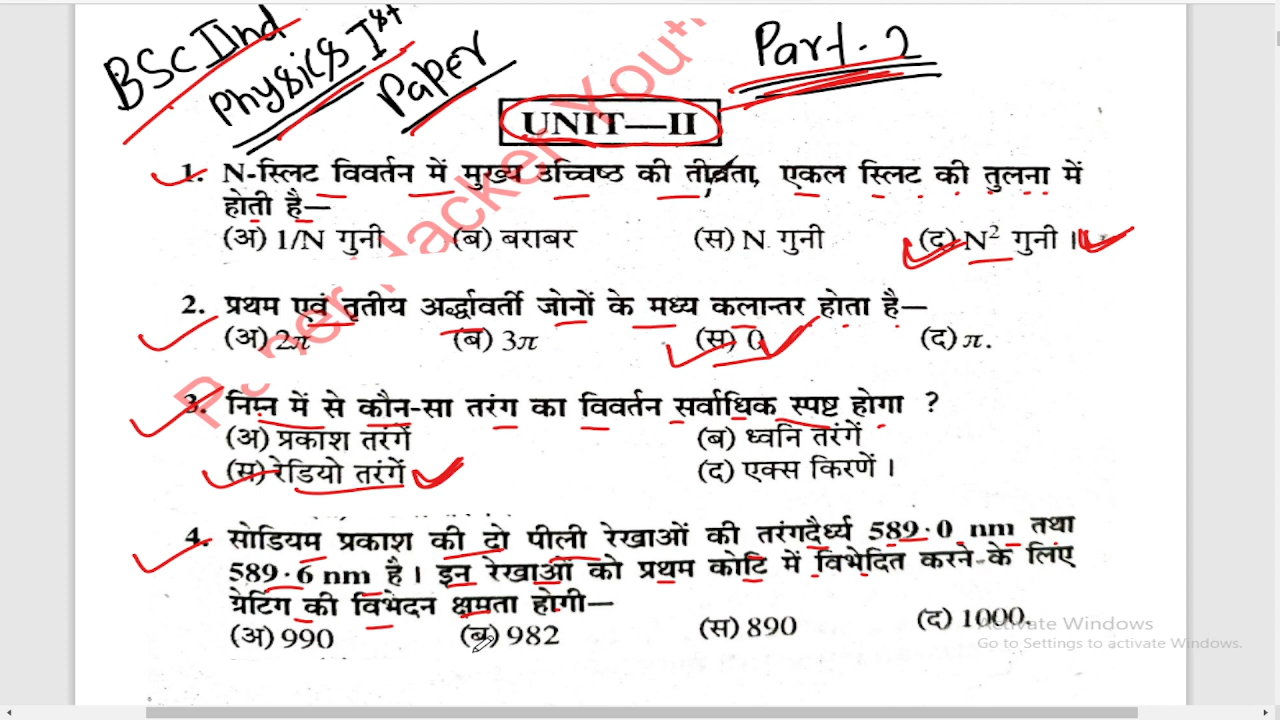 BSc IInd
Physics Ist
Paper
Part-2
UNIT—II
1. N-स्लिट विवर्तन में मुख्य उच्चिष्ठ की तीव्रता, एकल स्लिट की तुलना में
होती है—
(अ) 1/N गुनी (ब) बराबर (स) N गुनी (द) N² गुनी ।
2. प्रथम एवं तृतीय अर्द्धावर्ती जोनों के मध्य कलान्तर होता है—
(अ) 2π (ब) 3π (स) 0 (द) π.
3. निम्न में से कौन-सा तरंग का विवर्तन सर्वाधिक स्पष्ट होगा ?
(अ) प्रकाश तरंगें (ब) ध्वनि तरंगें
(स) रेडियो तरंगें (द) एक्स किरणें ।
4. सोडियम प्रकाश की दो पीली रेखाओं की तरंगदैर्ध्य 589·0 nm तथा
589·6 nm है । इन रेखाओं को प्रथम कोटि में विभेदित करने के लिए
ग्रेटिंग की विभेदन क्षमता होगी—
(अ) 990 (ब) 982 (स) 890 (द) 1000.
Activate Windows
Go to Settings to activate Windows.